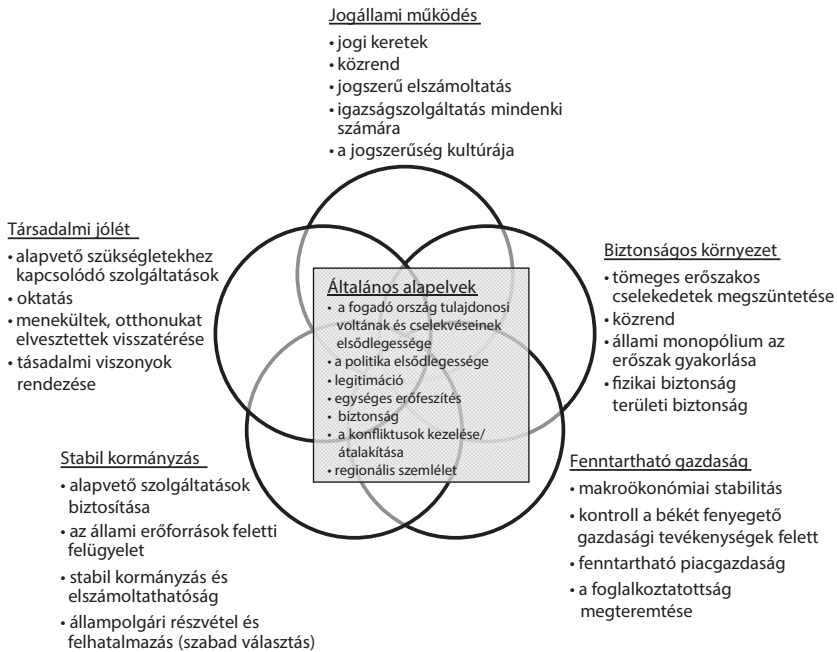 Jogállami működés
• jogi keretek
• közrend
• jogszerű elszámoltatás
• igazságszolgáltatás mindenki
számára
• a jogszerűség kultúrája
Társadalmi jólét
• alapvető szükségletekhez
kapcsolódó szolgáltatások
• oktatás
• menekültek, otthonukat
elvesztettek visszatérése
• tásadalmi viszonyok
rendezése
Biztonságos környezet
• tömeges erőszakos
cselekedetek megszüntetése
• közrend
• állami monopólium az
erőszak gyakorlása
• fizikai biztonság
területi biztonság
Általános alapelvek
• a fogadó ország tulajdonosi
voltának és cselekvéseinek
elsődlegessége
• a politika elsődlegessége
• legitimáció
• egységes erőfeszítés
• biztonság
• a konfliktusok kezelése/
átalakítása
• regionális szemlélet
Stabil kormányzás
• alapvető szolgáltatások
biztosítása
• az állami erőforrások feletti
felügyelet
• stabil kormányzás és
elszámoltathatóság
• állampolgári részvétel és
felhatalmazás (szabad választás)
Fenntartható gazdaság
• makroökonómiai stabilitás
• kontroll a békét fenyegető
gazdasági tevékenységek felett
• fenntartható piacgazdaság
• a foglalkoztatottság
megteremtése